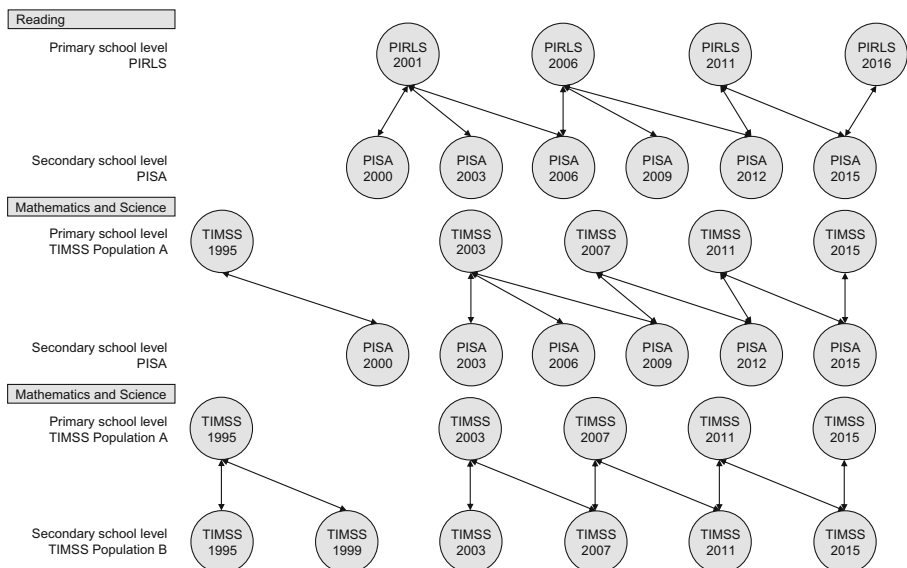 Reading
Primary school level
PIRLS
PIRLS
2001
PIRLS
2006
PIRLS
2011
PIRLS
2016
Secondary school level
PISA
PISA
2000
PISA
2003
PISA
2006
PISA
2009
PISA
2012
PISA
2015
Mathematics and Science
Primary school level
TIMSS Population A
TIMSS
1995
TIMSS
2003
TIMSS
2007
TIMSS
2011
TIMSS
2015
Secondary school level
PISA
PISA
2000
PISA
2003
PISA
2006
PISA
2009
PISA
2012
PISA
2015
Mathematics and Science
Primary school level
TIMSS Population A
TIMSS
1995
TIMSS
2003
TIMSS
2007
TIMSS
2011
TIMSS
2015
Secondary school level
TIMSS Population B
TIMSS
1995
TIMSS
1999
TIMSS
2003
TIMSS
2007
TIMSS
2011
TIMSS
2015